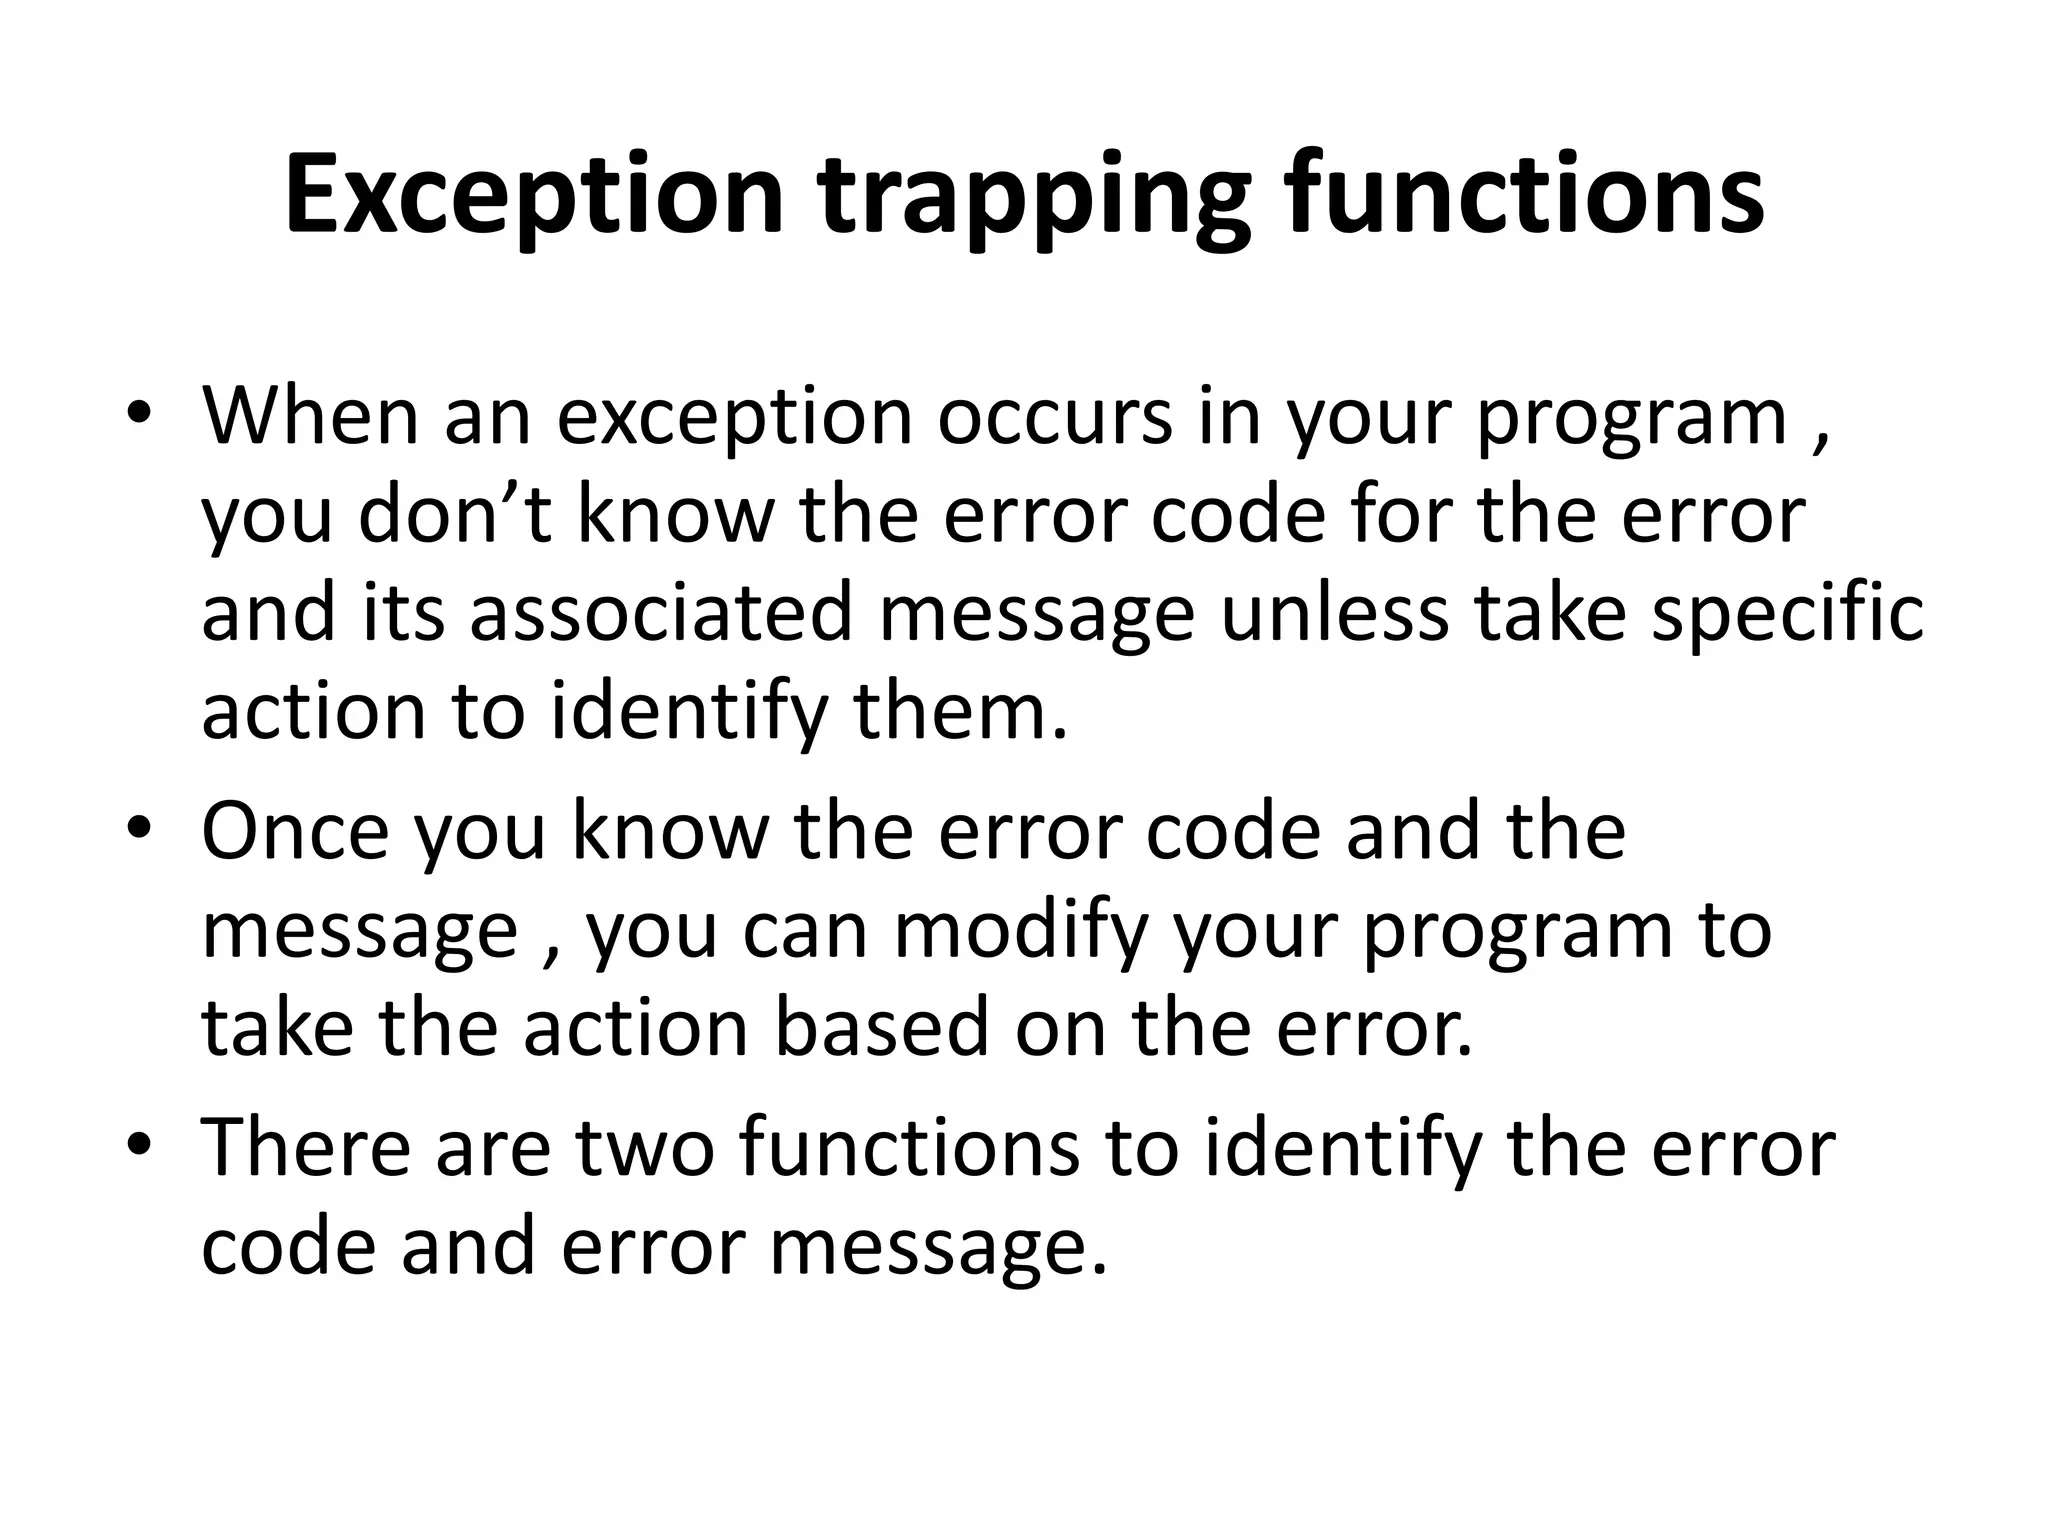 Exception trapping functions
• When an exception occurs in your program ,
you don’t know the error code for the error
and its associated message unless take specific
action to identify them.
• Once you know the error code and the
message , you can modify your program to
take the action based on the error.
• There are two functions to identify the error
code and error message.